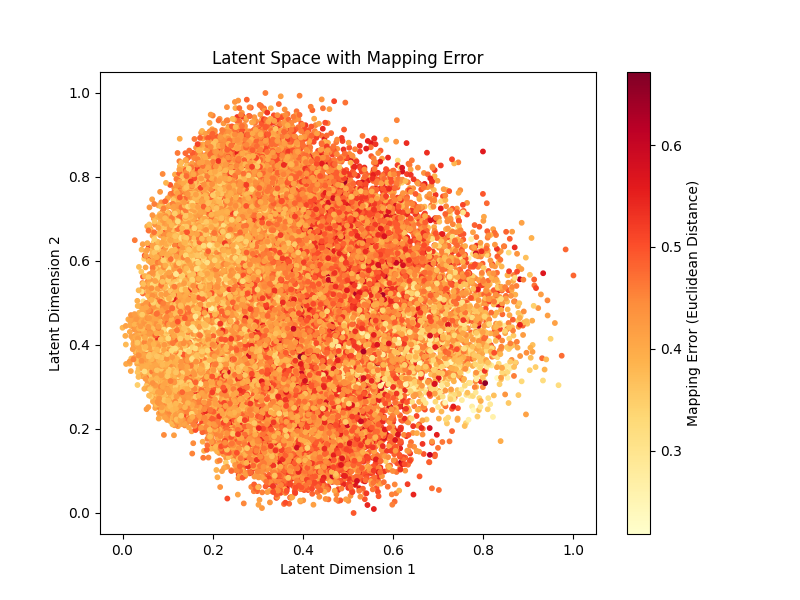 Latent Space with Mapping Error
1.0
0.8
0.6
0.4
0.2
0.0
Latent Dimension 2
0.0 0.2 0.4 0.6 0.8 1.0
Latent Dimension 1
0.6
0.5
0.4
0.3
Mapping Error (Euclidean Distance)